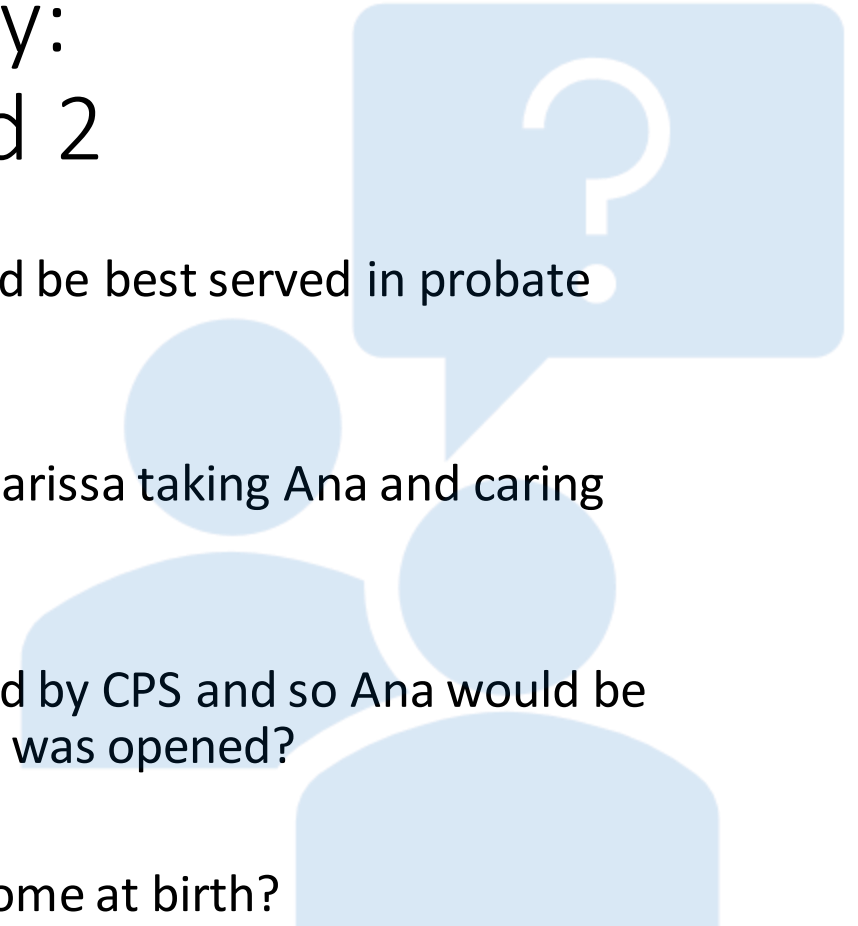 y:
d 2
d be best served in probate
arissa taking Ana and caring
d by CPS and so Ana would be
was opened?
ome at birth?